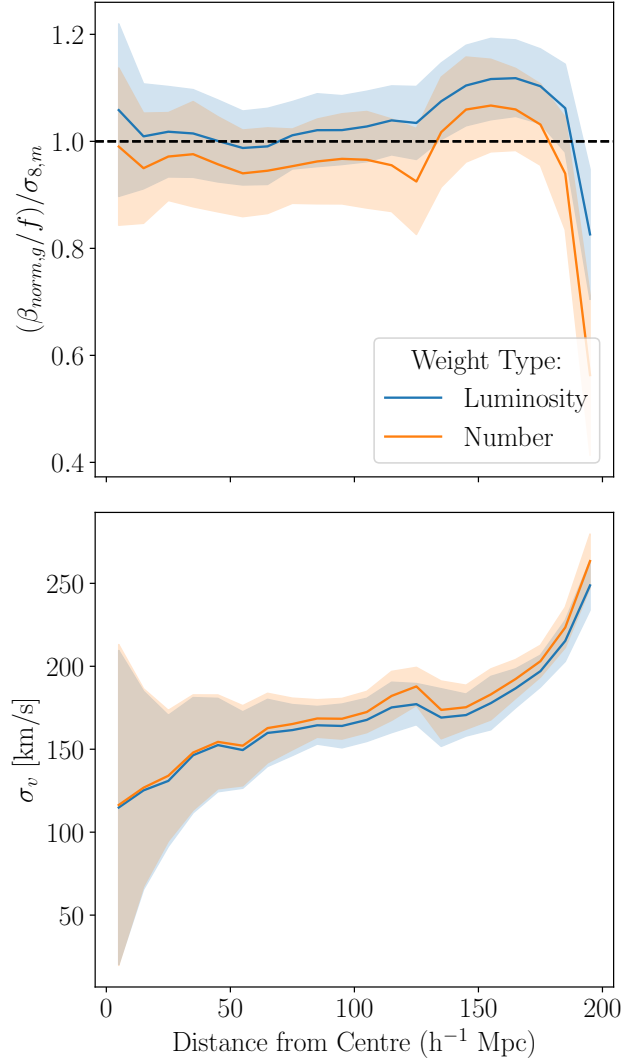 1.2
1.0
0.8
0.6
0.4
(β_{norm,g}/f)/σ_{8,m}
Weight Type:
Luminosity
Number
250
200
150
100
50
σ_v [km/s]
0 50 100 150 200
Distance from Centre (h⁻¹ Mpc)